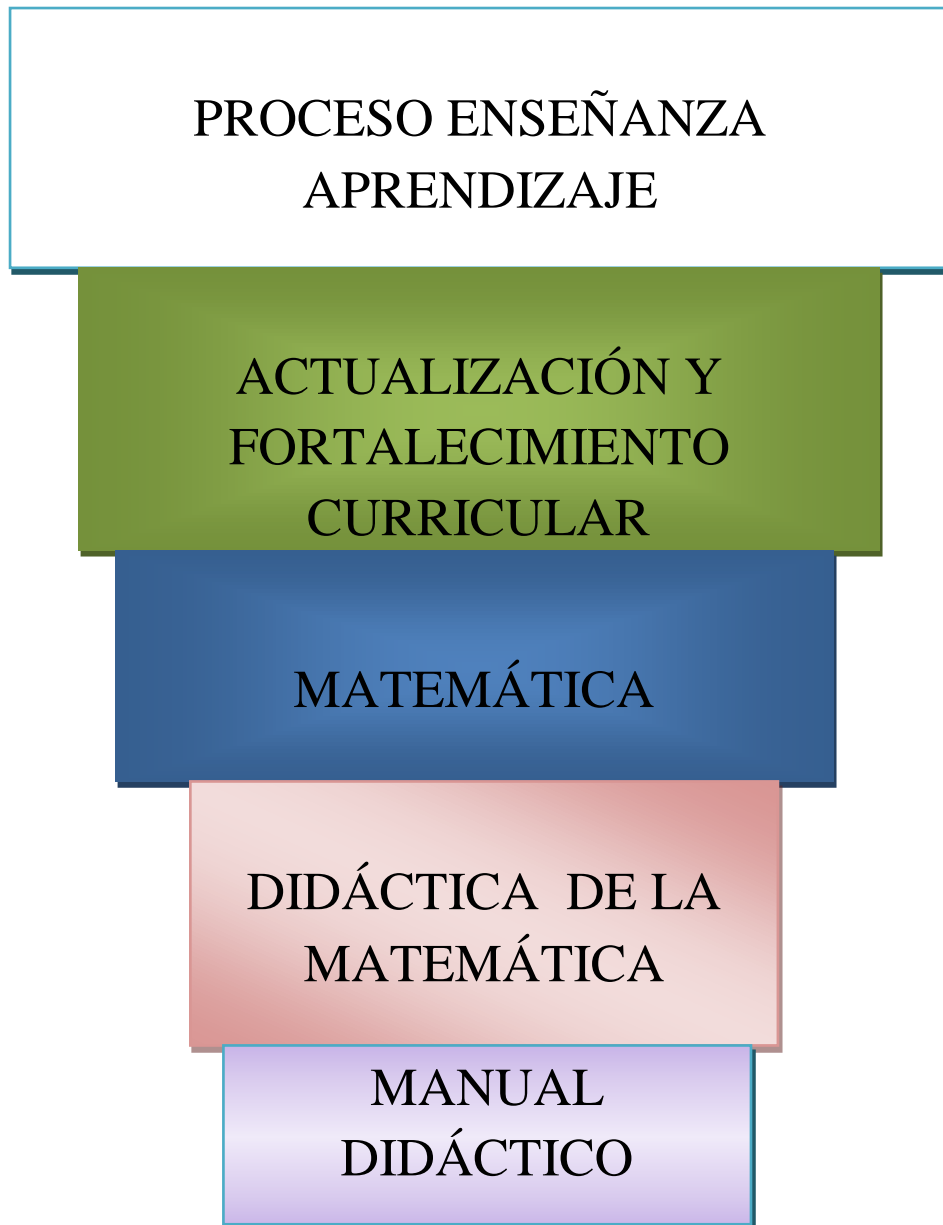 PROCESO ENSEÑANZA
APRENDIZAJE
ACTUALIZACIÓN Y
FORTALECIMIENTO
CURRICULAR
MATEMÁTICA
DIDÁCTICA DE LA
MATEMÁTICA
MANUAL
DIDÁCTICO